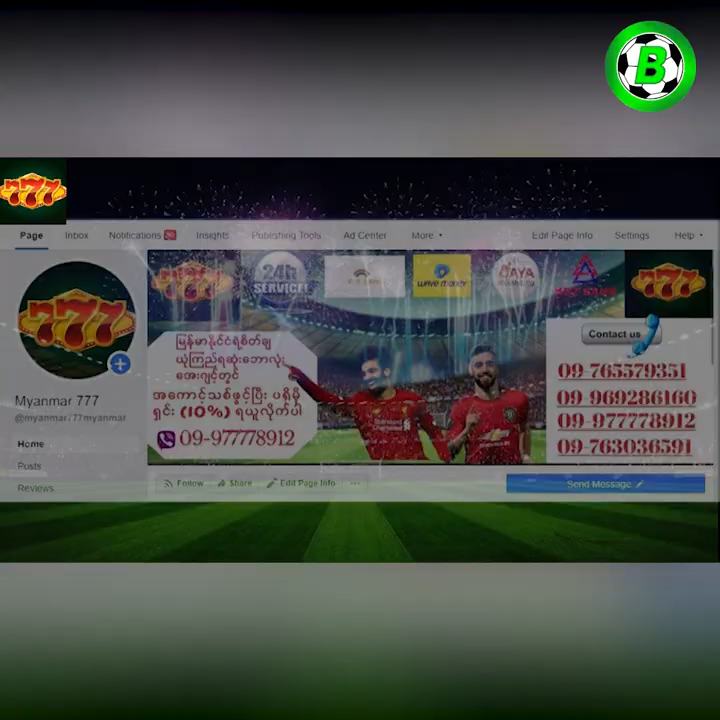 B
777
Page Inbox Notifications Insights Publishing Tools Ad Center More Edit Page Info Settings Help
777
24h
SERVICE!
wave money
777
777
Contact us
မြန်မာနိုင်ငံရဲ့စိတ်ချ
ယုံကြည်ရဆုံးဘောလုံး
အေးဂျင့်တွင်
အကောင့်သစ်ဖွင့်ပြီး ပရိုမို
ရှင်း (10%) ရယူလိုက်ပါ
09-977778912
09-765579351
09-969286160
09-977778912
09-763036591
Myanmar 777
@myanmar777myanmar
Home
Posts
Reviews
Follow Share Edit Page Info ...
Send Message